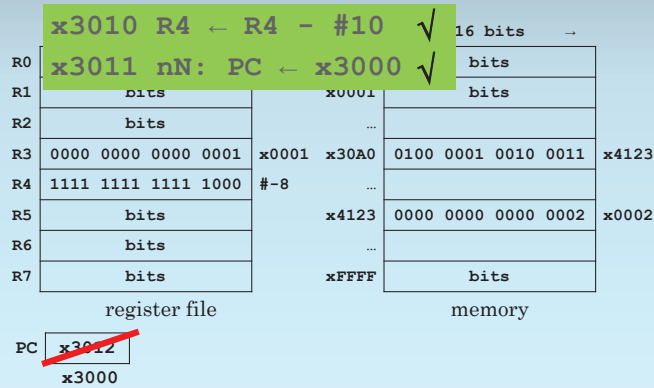 x3010 R4 ← R4 - #10 √
x3011 nN: PC ← x3000 √
16 bits →
R0 bits
R1 bits x0001 bits
R2 bits …
R3 0000 0000 0000 0001 x0001 x30A0 0100 0001 0010 0011 x4123
R4 1111 1111 1111 1000 #-8 …
R5 bits x4123 0000 0000 0000 0002 x0002
R6 bits …
R7 bits xFFFF bits
register file memory
PC x3012
x3000